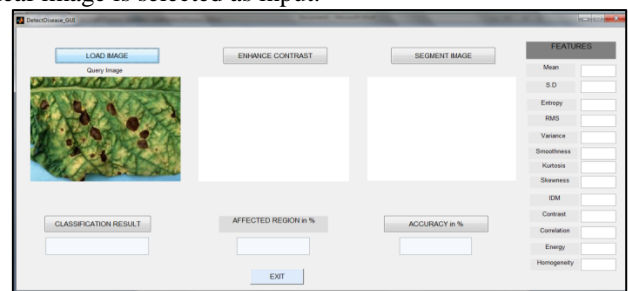 image is selected as input.
DetectDisease_GUI
LOAD IMAGE
ENHANCE CONTRAST
SEGMENT IMAGE
Query Image
FEATURES
Mean
S.D
Entropy
RMS
Variance
Smoothness
Kurtosis
Skewness
IDM
Contrast
Correlation
Energy
Homogeneity
CLASSIFICATION RESULT
AFFECTED REGION in %
ACCURACY in %
EXIT